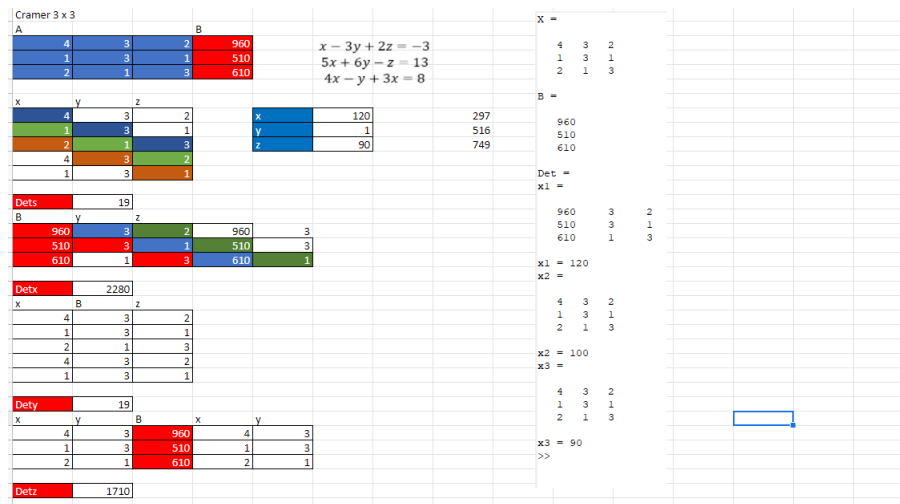 Cramer 3 x 3
A B
4 3 2 960
1 3 1 510
2 1 3 610
x − 3y + 2z = −3
5x + 6y − z = 13
4x − y + 3x = 8
x y z
4 3 2
1 3 1
2 1 3
4 3 2
1 3 1
x 120 297
y 1 516
z 90 749
Dets 19
B y z
960 3 2 960 3
510 3 1 510 3
610 1 3 610 1
Detx 2280
x B z
4 3 2
1 3 1
2 1 3
4 3 2
1 3 1
Dety 19
x y B x y
4 3 960 4 3
1 3 510 1 3
2 1 610 2 1
Detz 1710
X =
4 3 2
1 3 1
2 1 3
B =
960
510
610
Det =
x1 =
960 3 2
510 3 1
610 1 3
x1 = 120
x2 =
4 3 2
1 3 1
2 1 3
x2 = 100
x3 =
4 3 2
1 3 1
2 1 3
x3 = 90
>>